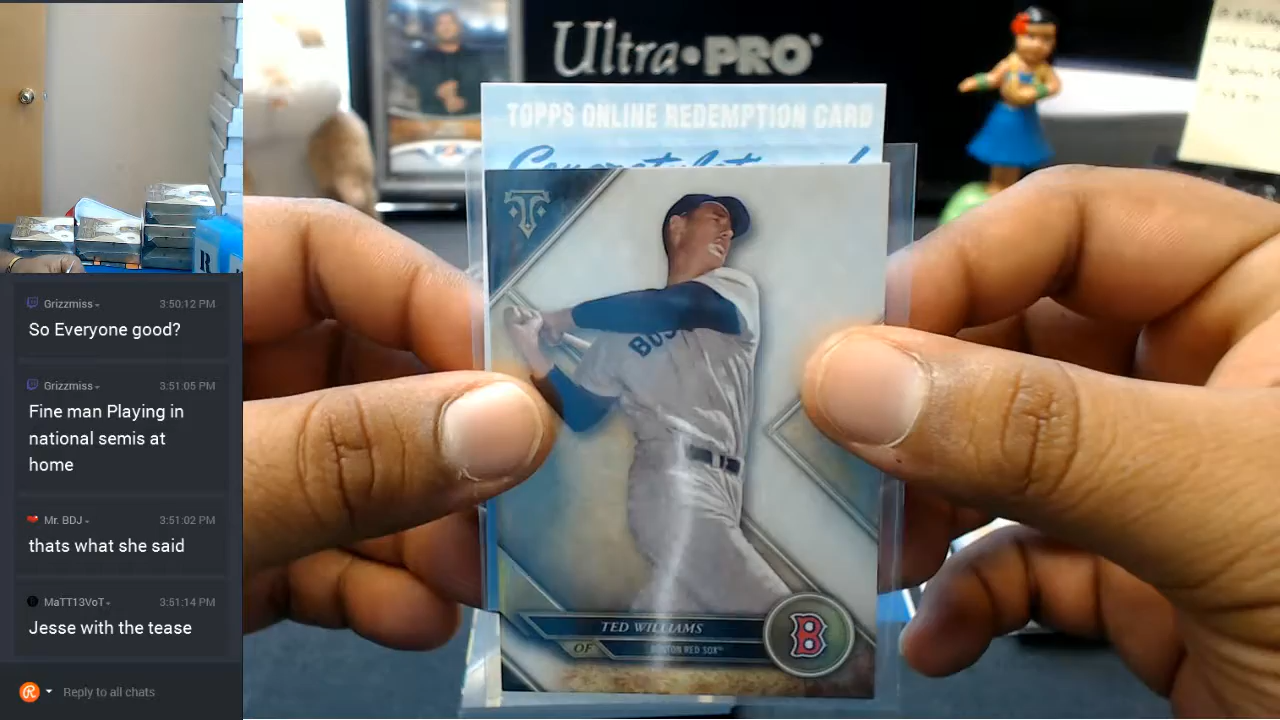 Grizzmiss
3:50:12 PM
So Everyone good?
Grizzmiss
3:51:05 PM
Fine man Playing in
national semis at
home
Mr. BDJ
3:51:02 PM
thats what she said
MaTT13VoT
3:51:14 PM
Jesse with the tease
Reply to all chats
Ultra•PRO
TOPPS ONLINE REDEMPTION CARD
T
BOS
TED WILLIAMS
OF
BOSTON RED SOX™
B
R